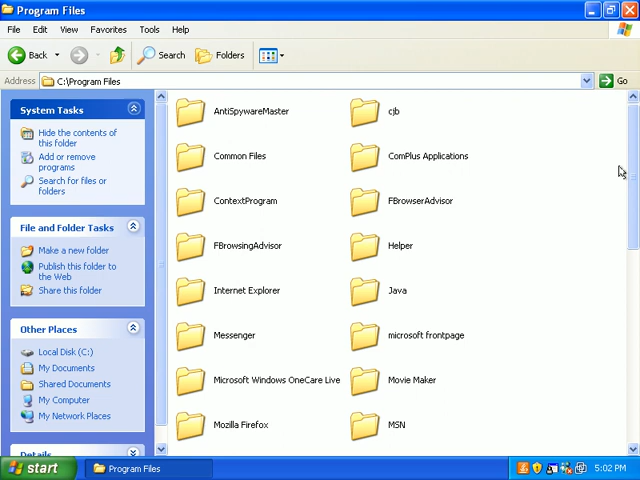 Program Files
File Edit View Favorites Tools Help
Back Search Folders
Address C:\Program Files Go
System Tasks
Hide the contents of
this folder
Add or remove
programs
Search for files or
folders
File and Folder Tasks
Make a new folder
Publish this folder to
the Web
Share this folder
Other Places
Local Disk (C:)
My Documents
Shared Documents
My Computer
My Network Places
Details
AntiSpywareMaster cjb
Common Files ComPlus Applications
ContextProgram FBrowserAdvisor
FBrowsingAdvisor Helper
Internet Explorer Java
Messenger microsoft frontpage
Microsoft Windows OneCare Live Movie Maker
Mozilla Firefox MSN
start Program Files 5:02 PM